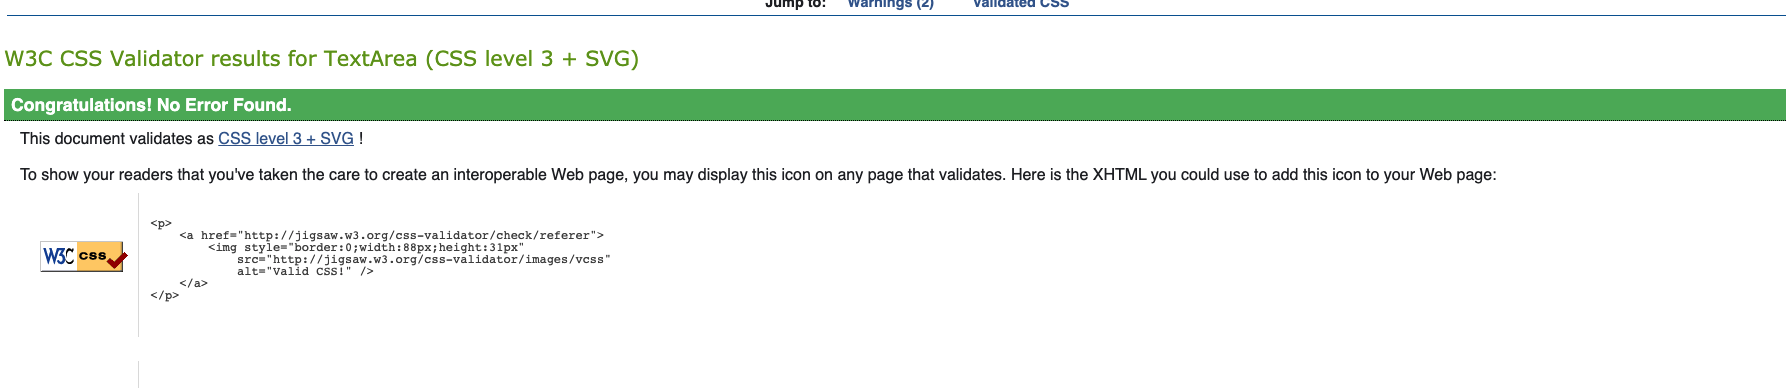 Jump to: Warnings (2) Validated CSS
W3C CSS Validator results for TextArea (CSS level 3 + SVG)
Congratulations! No Error Found.
This document validates as CSS level 3 + SVG !
To show your readers that you've taken the care to create an interoperable Web page, you may display this icon on any page that validates. Here is the XHTML you could use to add this icon to your Web page:
W3C css
<p>
<a href="http://jigsaw.w3.org/css-validator/check/referer">
<img style="border:0;width:88px;height:31px"
src="http://jigsaw.w3.org/css-validator/images/vcss"
alt="Valid CSS!" />
</a>
</p>